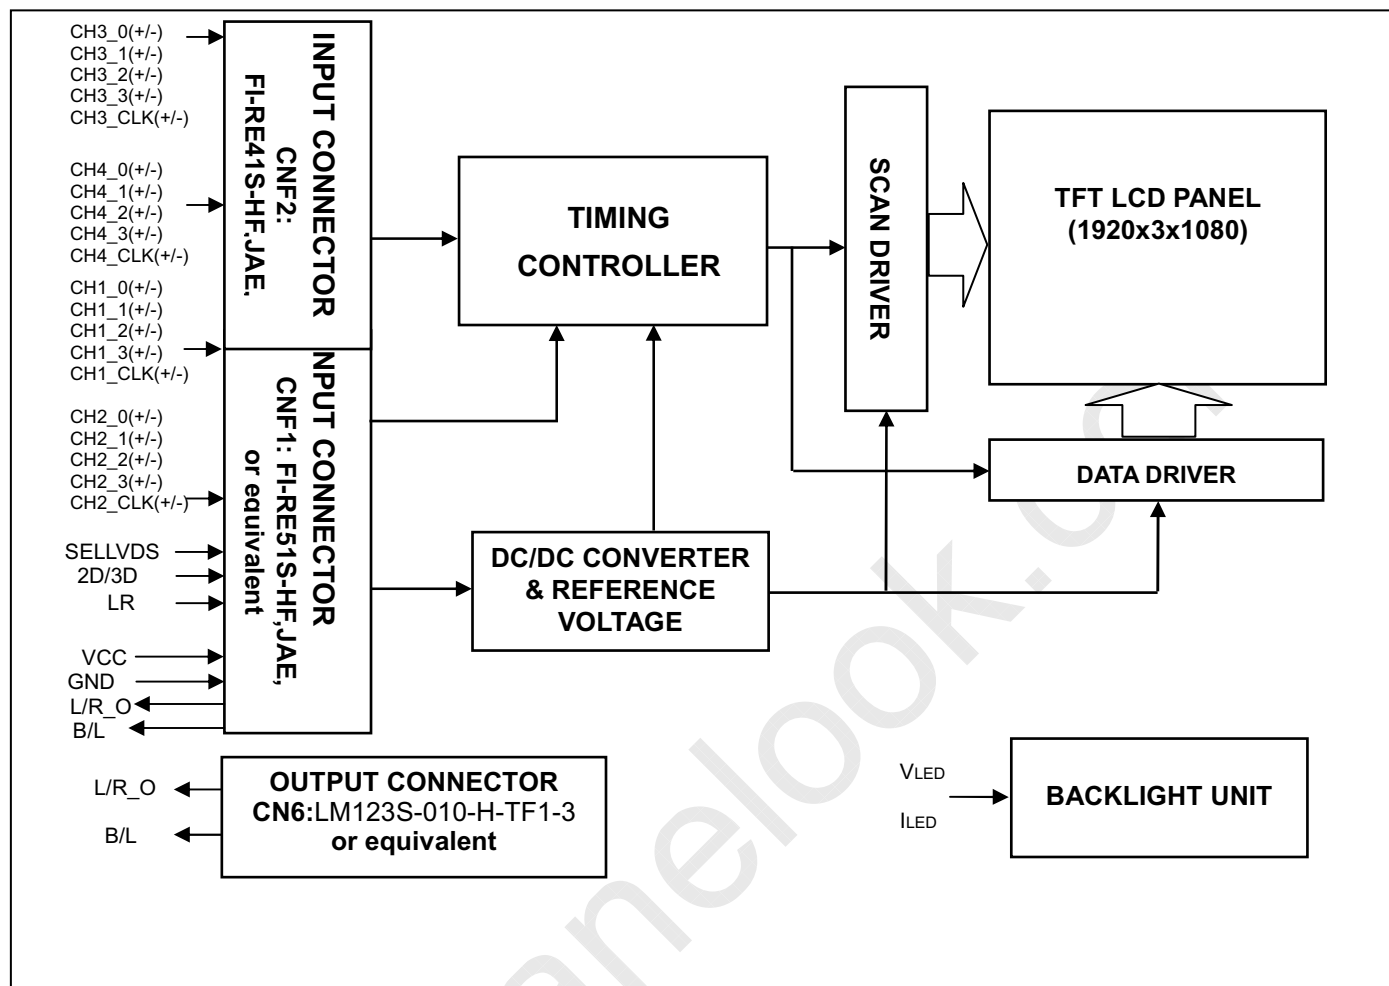 CH3_0(+/-)
CH3_1(+/-)
CH3_2(+/-)
CH3_3(+/-)
CH3_CLK(+/-)
CH4_0(+/-)
CH4_1(+/-)
CH4_2(+/-)
CH4_3(+/-)
CH4_CLK(+/-)
CH1_0(+/-)
CH1_1(+/-)
CH1_2(+/-)
CH1_3(+/-)
CH1_CLK(+/-)
CH2_0(+/-)
CH2_1(+/-)
CH2_2(+/-)
CH2_3(+/-)
CH2_CLK(+/-)
SELLVDS
2D/3D
LR
VCC
GND
L/R_O
B/L
INPUT CONNECTOR
CNF2:
FI-RE41S-HF,JAE,
NPUT CONNECTOR
CNF1: FI-RE51S-HF,JAE,
or equivalent
TIMING
CONTROLLER
DC/DC CONVERTER
& REFERENCE
VOLTAGE
SCAN DRIVER
TFT LCD PANEL
(1920x3x1080)
DATA DRIVER
L/R_O
B/L
OUTPUT CONNECTOR
CN6:LM123S-010-H-TF1-3
or equivalent
VLED
ILED
BACKLIGHT UNIT
anelook.c